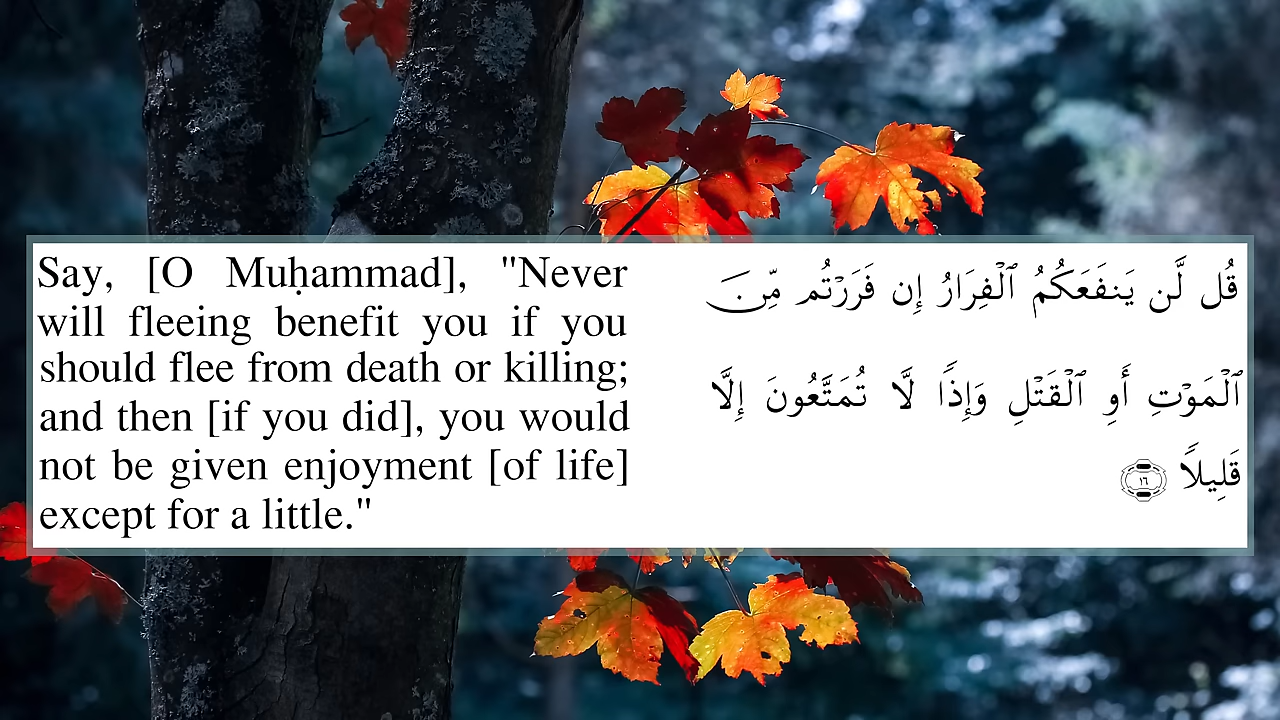 Say, [O Muḥammad], "Never
will fleeing benefit you if you
should flee from death or killing;
and then [if you did], you would
not be given enjoyment [of life]
except for a little."
قُل لَّن يَنفَعَكُمُ ٱلْفِرَارُ إِن فَرَرْتُم مِّنَ
ٱلْمَوْتِ أَوِ ٱلْقَتْلِ وَإِذًا لَّا تُمَتَّعُونَ إِلَّا
قَلِيلًا ١٦